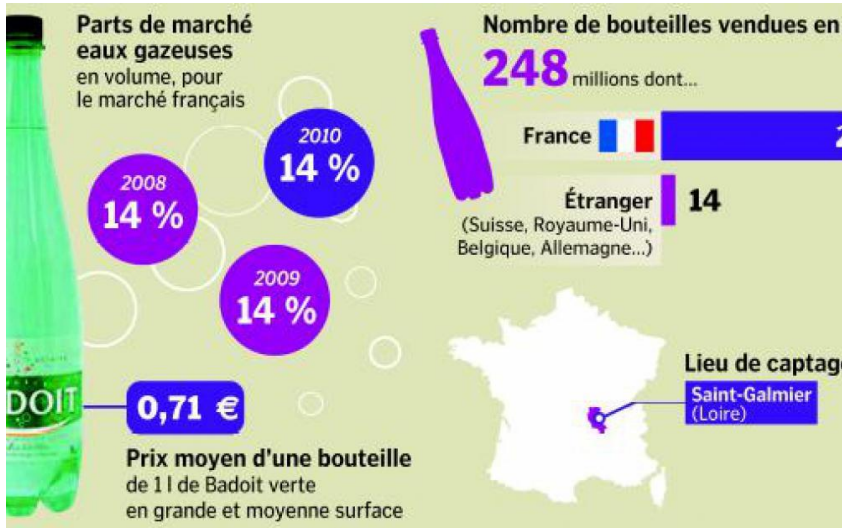 Parts de marché
eaux gazeuses
en volume, pour
le marché français
2010
14 %
2008
14 %
2009
14 %
DOIT
0,71 €
Prix moyen d'une bouteille
de 1 l de Badoit verte
en grande et moyenne surface
Nombre de bouteilles vendues en
248 millions dont...
France
2
Étranger
14
(Suisse, Royaume-Uni,
Belgique, Allemagne...)
Lieu de captage
Saint-Galmier
(Loire)